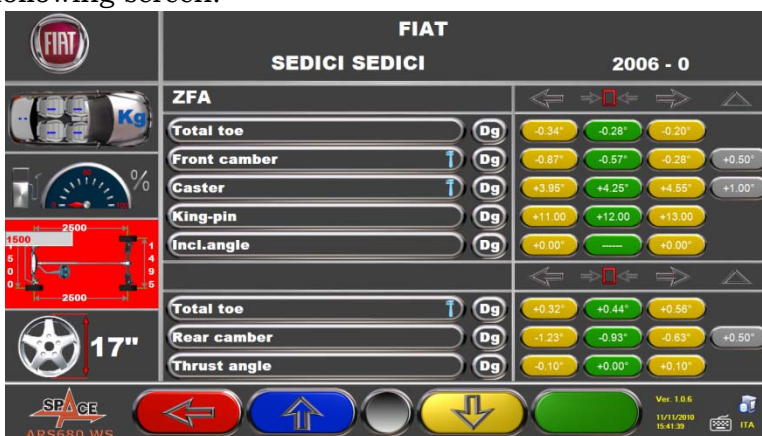 following screen:
FIAT
FIAT
SEDICI SEDICI 2006 - 0
Kg
ZFA
Total toe Dg -0.34° -0.28° -0.20°
Front camber Dg -0.87° -0.57° -0.28° +0.50°
Caster Dg +3.95° +4.25° +4.55° +1.00°
King-pin Dg +11.00 +12.00 +13.00
Incl.angle Dg +0.00° ------ +0.00°
%
2500
1500
1500
1495
2500
Total toe Dg +0.32° +0.44° +0.56°
Rear camber Dg -1.23° -0.93° -0.63° +0.50°
Thrust angle Dg -0.10° +0.00° +0.10°
17"
SPACE
ARS680 WS
Ver. 1.0.6
11/11/2010
15:41:39
ITA